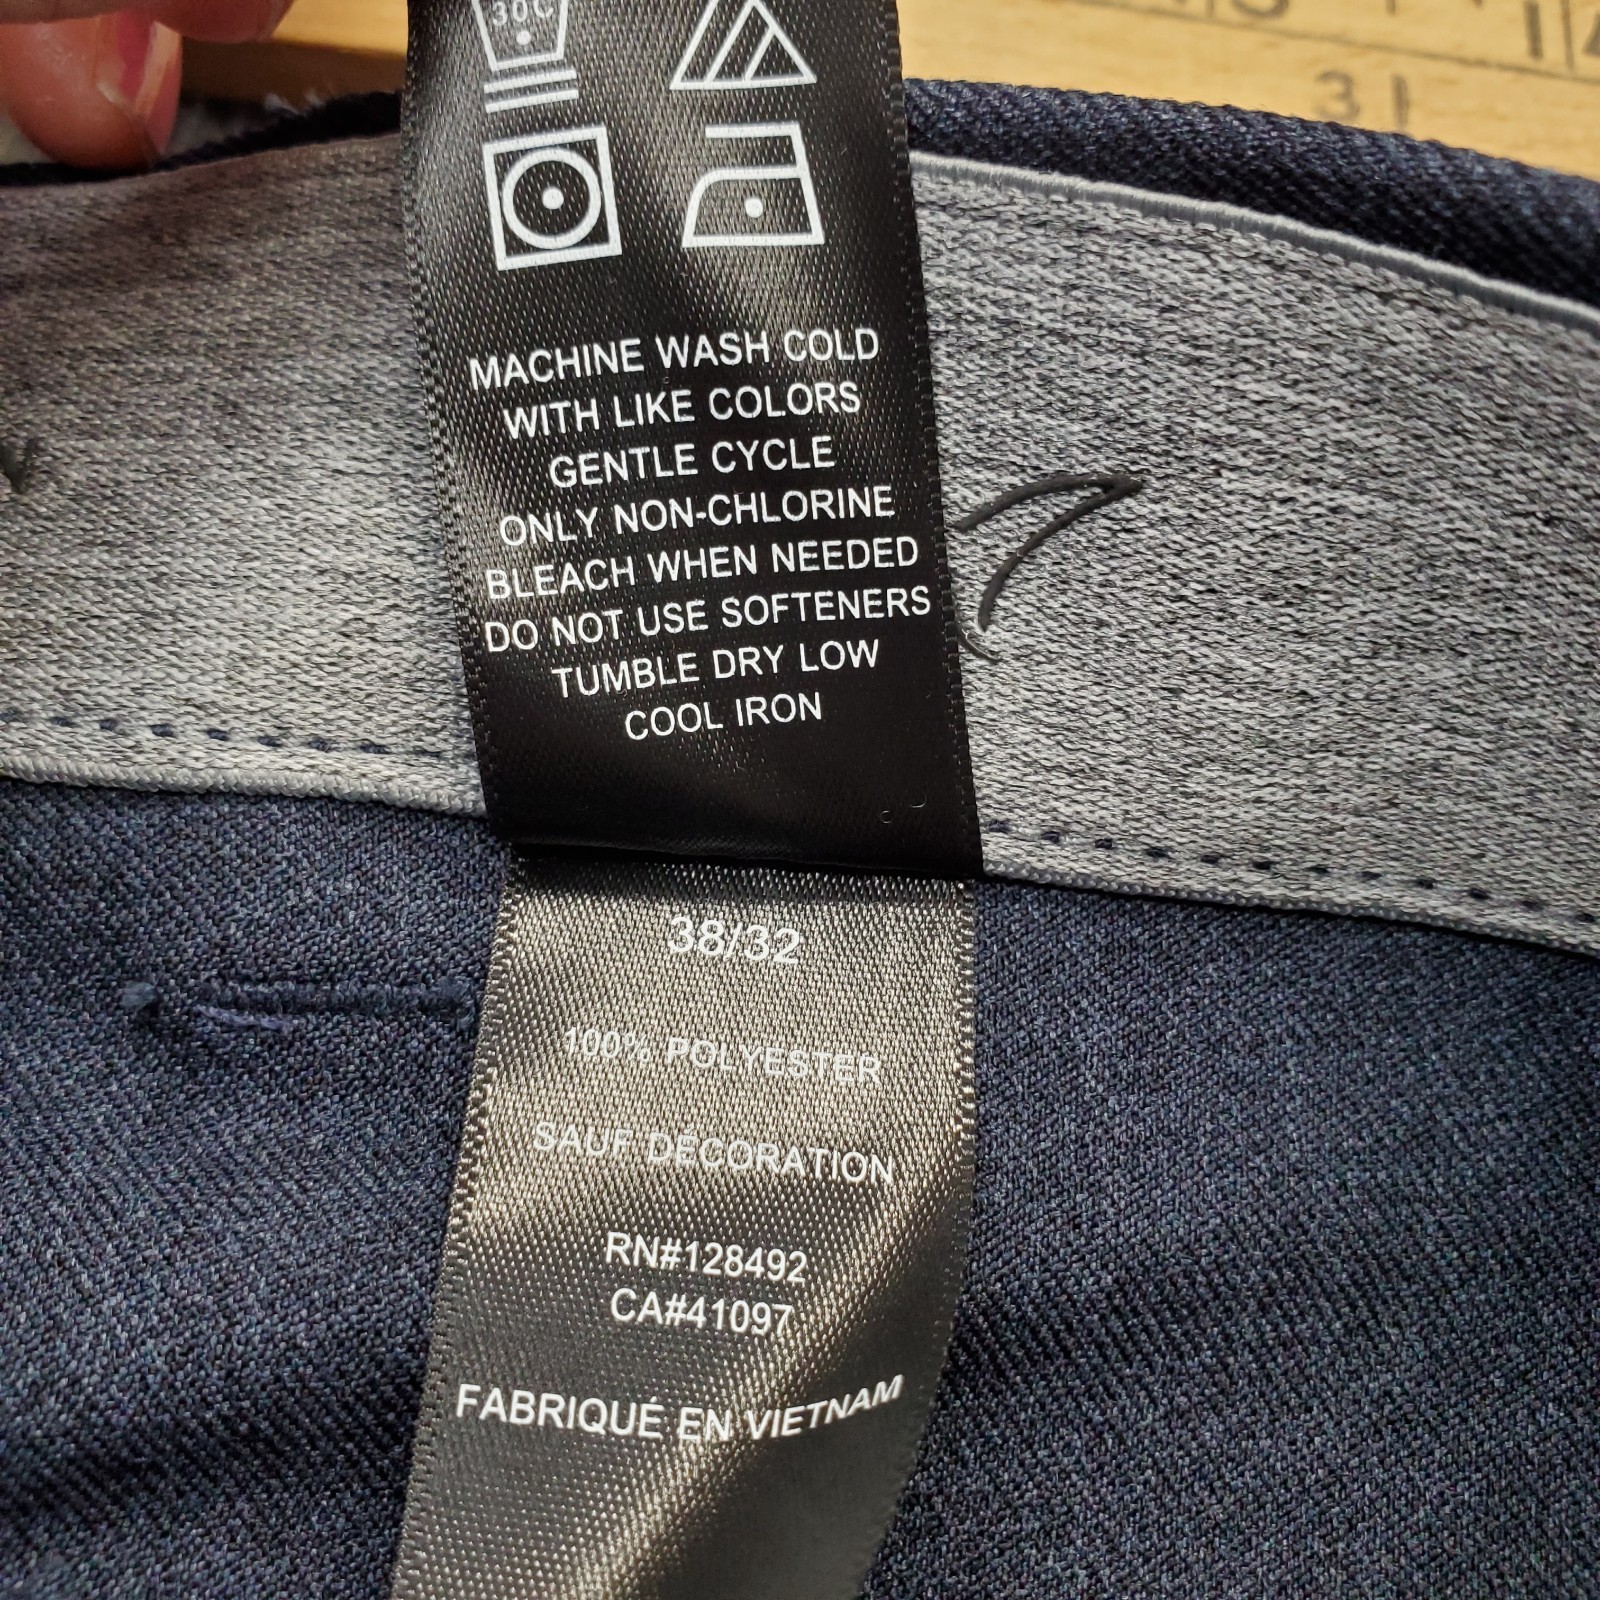 30C
MACHINE WASH COLD
WITH LIKE COLORS
GENTLE CYCLE
ONLY NON-CHLORINE
BLEACH WHEN NEEDED
DO NOT USE SOFTENERS
TUMBLE DRY LOW
COOL IRON
38/32
100% POLYESTER
SAUF DÉCORATION
RN#128492
CA#41097
FABRIQUÉ EN VIETNAM
31